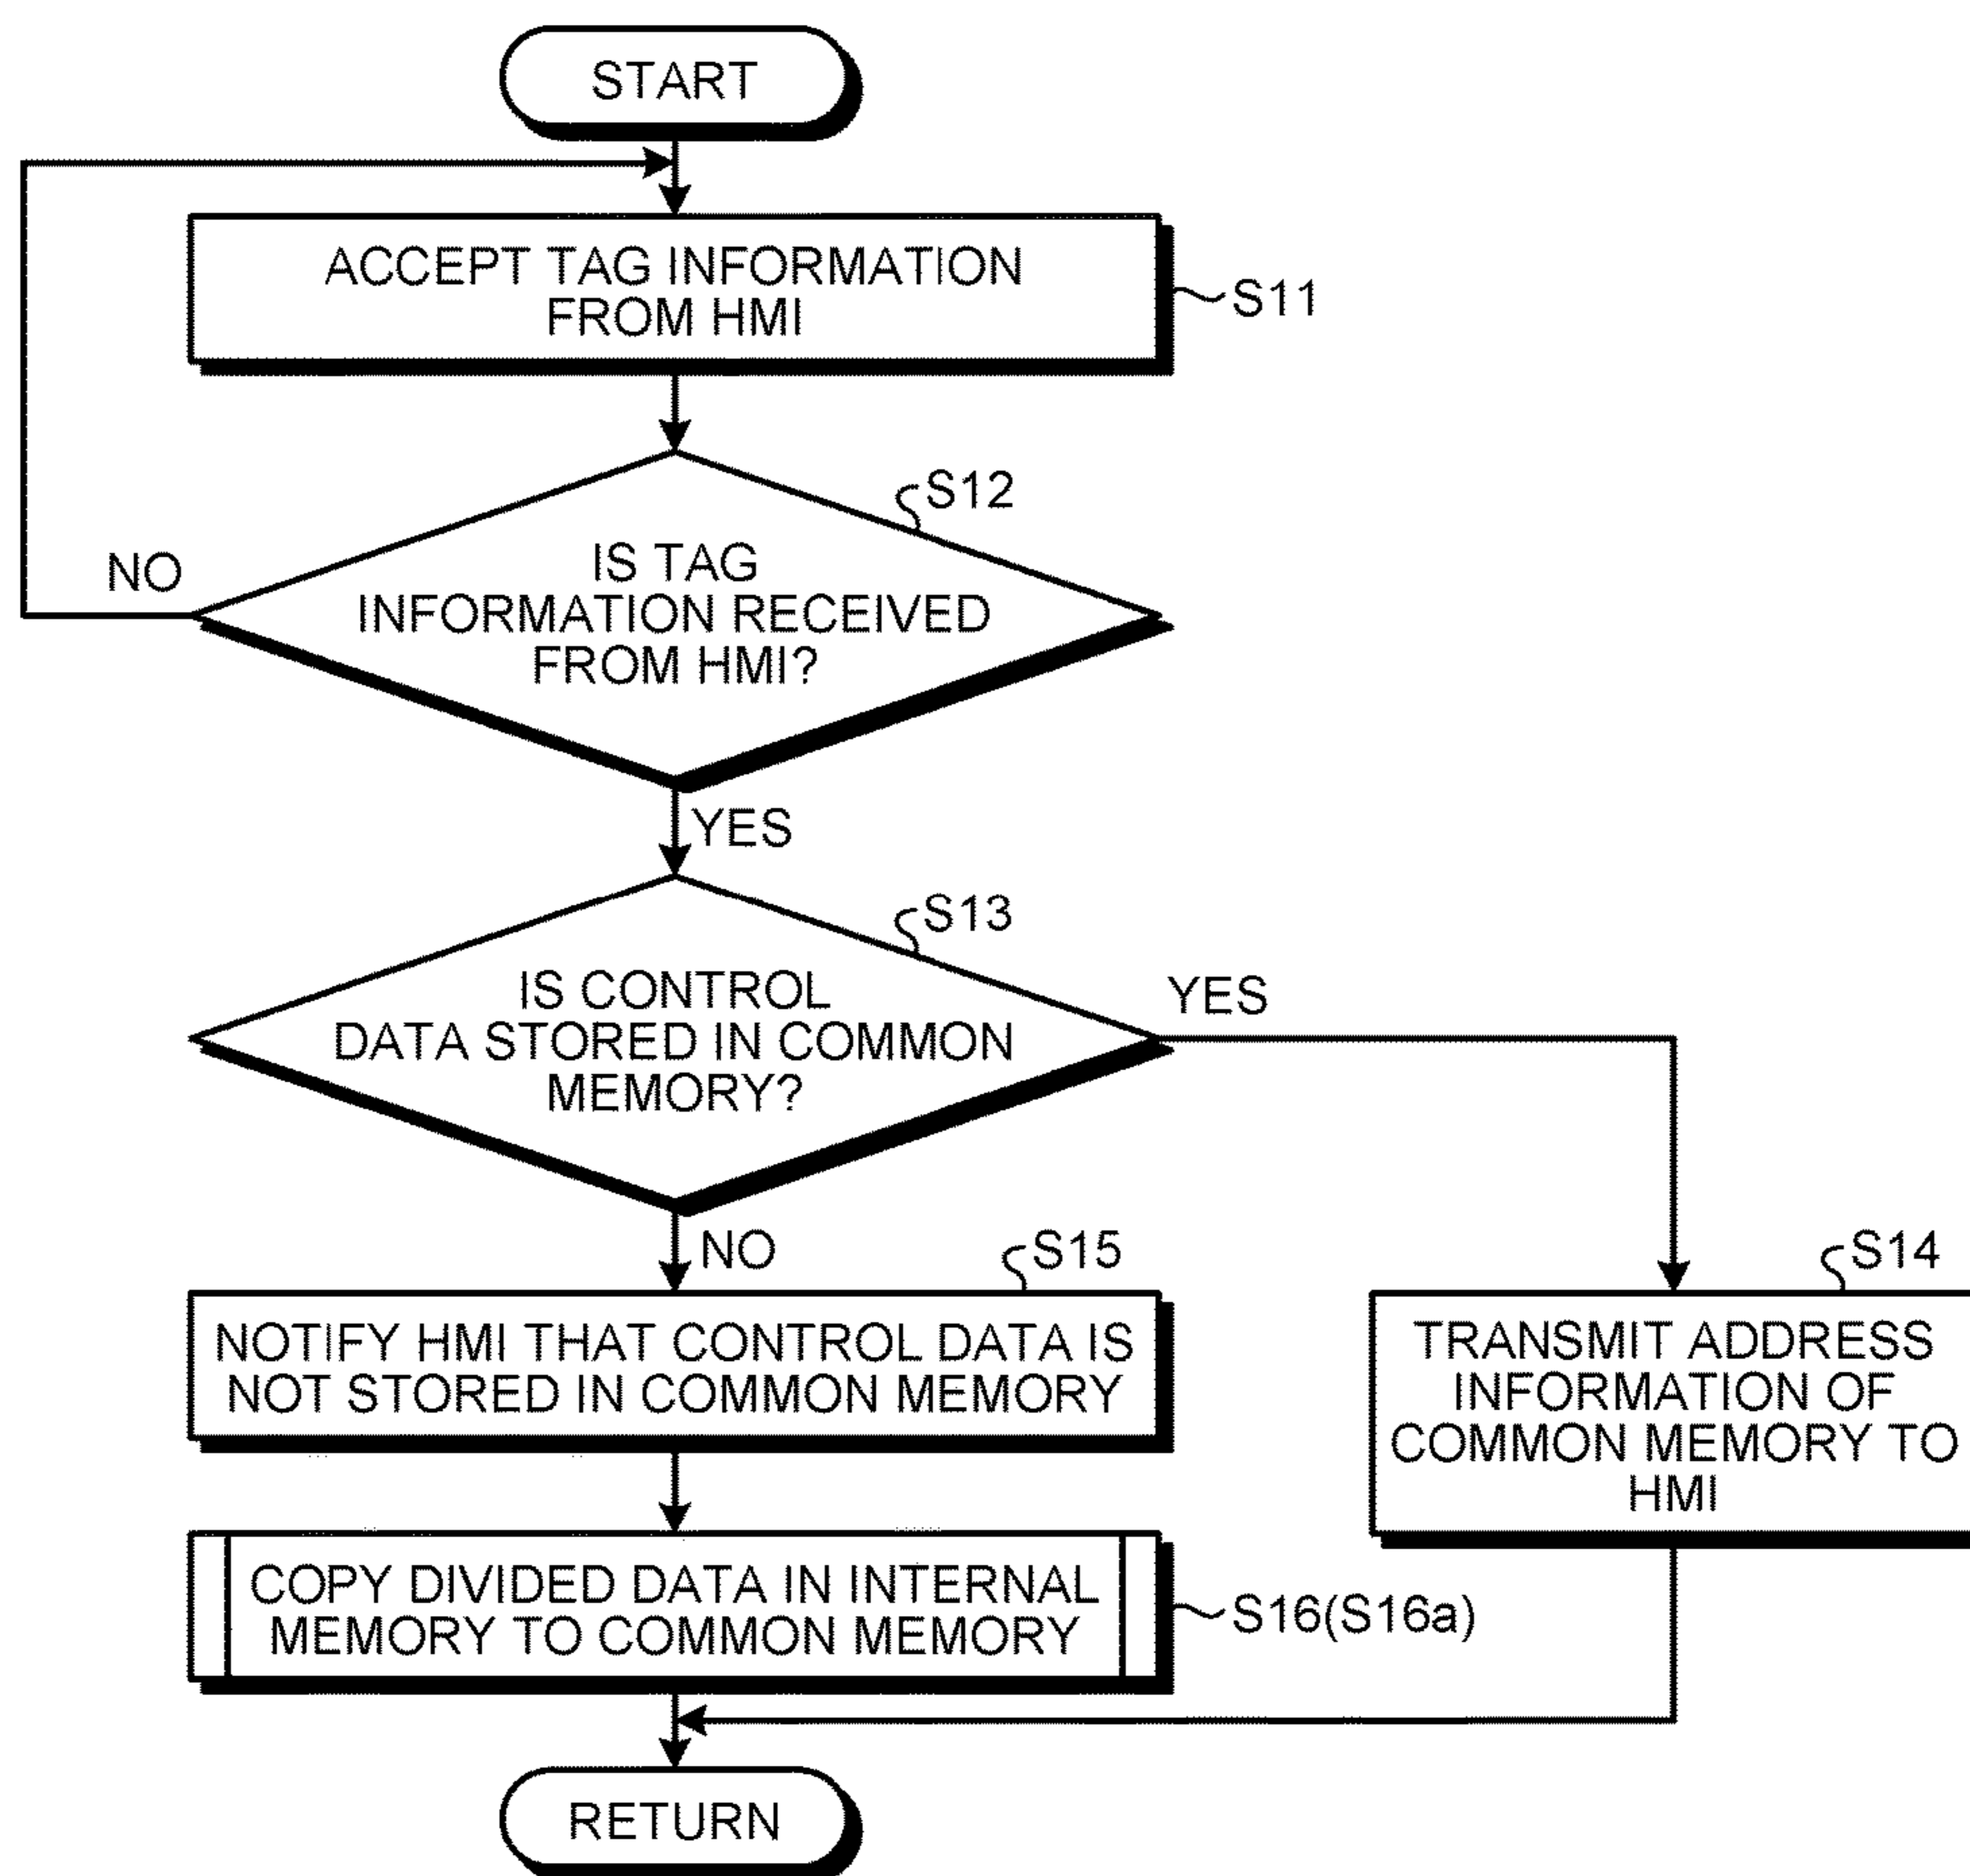 START
ACCEPT TAG INFORMATION
FROM HMI
S11
S12
IS TAG
INFORMATION RECEIVED
FROM HMI?
NO
YES
S13
IS CONTROL
DATA STORED IN COMMON
MEMORY?
YES
NO
S15
NOTIFY HMI THAT CONTROL DATA IS
NOT STORED IN COMMON MEMORY
S14
TRANSMIT ADDRESS
INFORMATION OF
COMMON MEMORY TO
HMI
COPY DIVIDED DATA IN INTERNAL
MEMORY TO COMMON MEMORY
S16(S16a)
RETURN